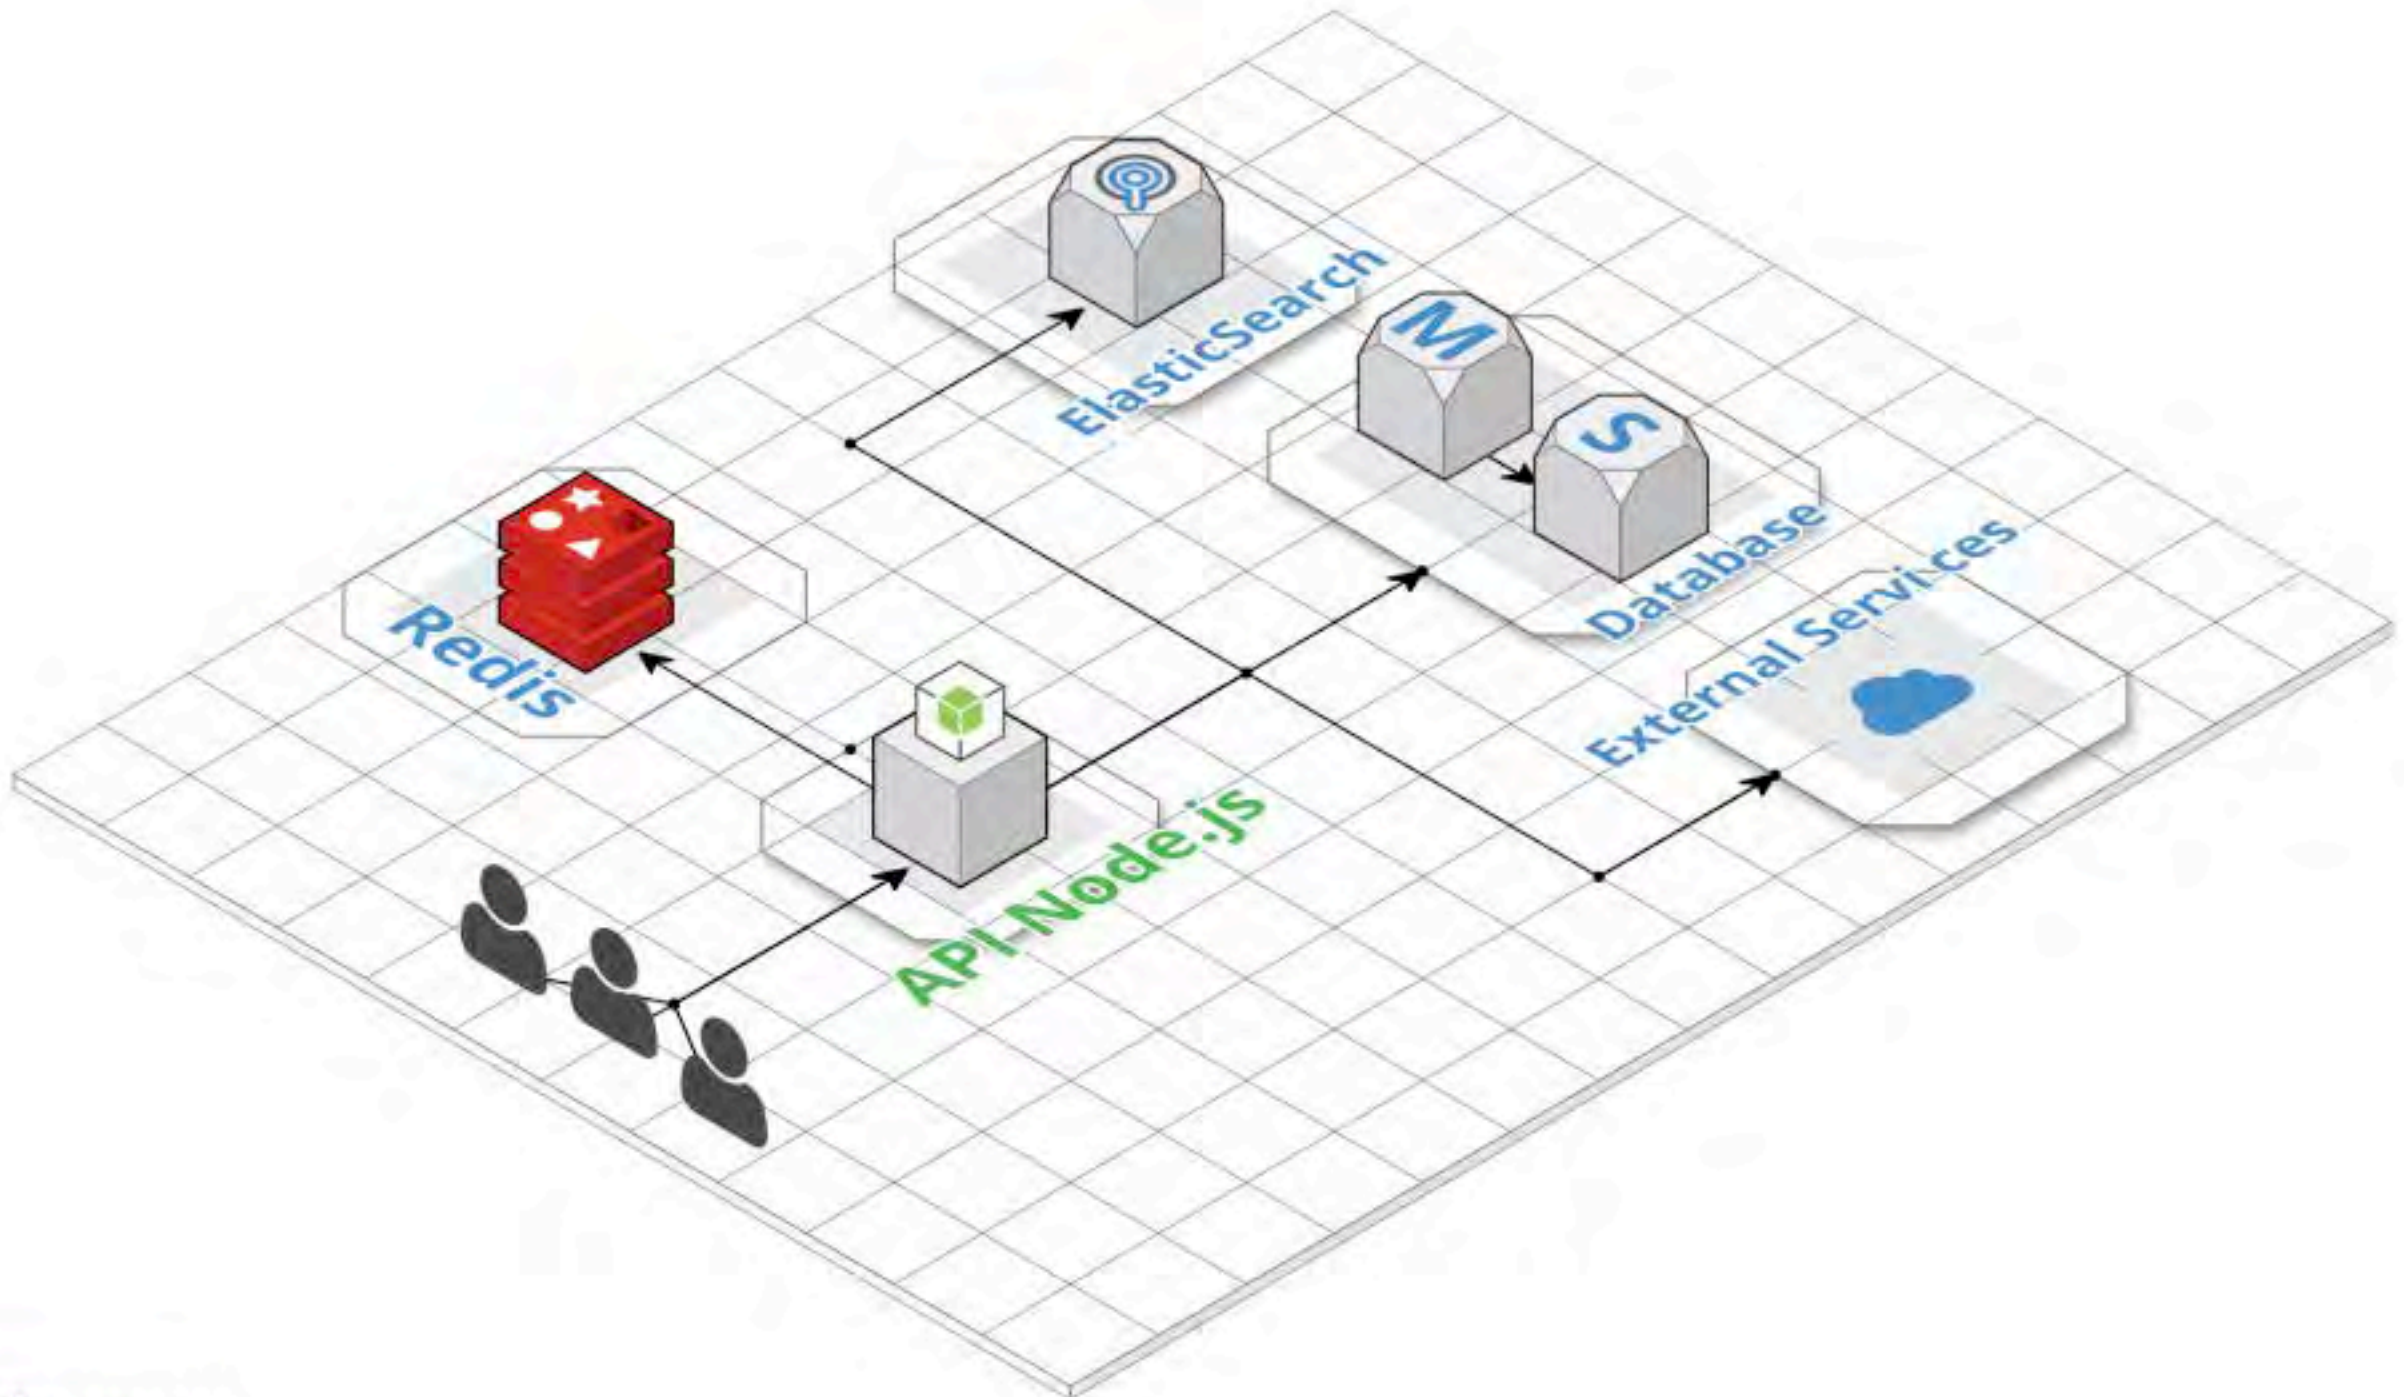 ElasticSearch
M
S
Database
External Services
Redis
API-Node.js